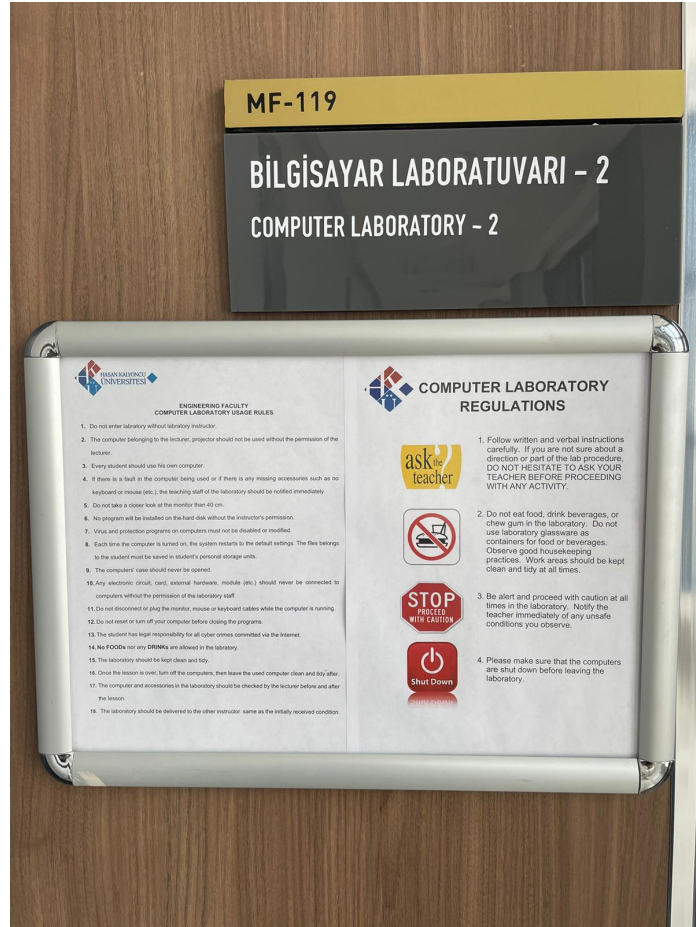 MF-119
BİLGİSAYAR LABORATUVARI - 2
COMPUTER LABORATORY - 2
HASAN KALYONCU
ÜNİVERSİTESİ
ENGINEERING FACULTY
COMPUTER LABORATORY USAGE RULES
1. Do not enter labratory without labratory instructor.
2. The computer belonging to the lecturer, projector should not be used without the permission of the
lecturer.
3. Every student should use his own computer.
4. If there is a fault in the computer being used or if there is any missing accessories such as no
keyboard or mouse (etc.), the teaching staff of the laboratory should be notified immediately.
5. Do not take a closer look at the monitor than 40 cm.
6. No program will be installed on the hard disk without the instructor's permission.
7. Virus and protection programs on computers must not be disabled or modified.
8. Each time the computer is turned on, the system restarts to the default settings. The files belongs
to the student must be saved in student's personal storage units.
9. The computers' case should never be opened.
10. Any electronic circuit, card, external hardware, module (etc.) should never be connected to
computers without the permission of the laboratory staff.
11. Do not disconnect or plug the monitor, mouse or keyboard cables while the computer is running.
12. Do not reset or turn off your computer before closing the programs.
13. The student has legal responsibility for all cyber crimes committed via the Internet.
14. No FOODs nor any DRINKs are allowed in the labratory.
15. The laboratory should be kept clean and tidy.
16. Once the lesson is over, turn off the computers, then leave the used computer clean and tidy after.
17. The computer and accessories in the laboratory should be checked by the lecturer before and after
the lesson.
18. The laboratory should be delivered to the other instructor same as the initially received condition.
COMPUTER LABORATORY
REGULATIONS
ask the
teacher
1. Follow written and verbal instructions
carefully. If you are not sure about a
direction or part of the lab procedure,
DO NOT HESITATE TO ASK YOUR
TEACHER BEFORE PROCEEDING
WITH ANY ACTIVITY.
2. Do not eat food, drink beverages, or
chew gum in the laboratory. Do not
use laboratory glassware as
containers for food or beverages.
Observe good housekeeping
practices. Work areas should be kept
clean and tidy at all times.
STOP
PROCEED
WITH CAUTION
3. Be alert and proceed with caution at all
times in the laboratory. Notify the
teacher immediately of any unsafe
conditions you observe.
Shut Down
4. Please make sure that the computers
are shut down before leaving the
laboratory.